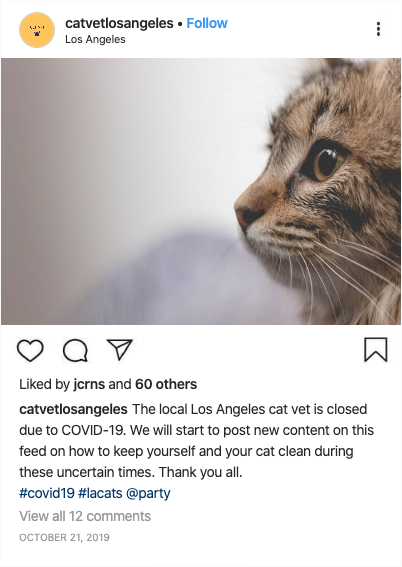 catvetlosangeles • Follow
Los Angeles
Liked by jcrns and 60 others
catvetlosangeles The local Los Angeles cat vet is closed
due to COVID-19. We will start to post new content on this
feed on how to keep yourself and your cat clean during
these uncertain times. Thank you all.
#covid19 #lacats @party
View all 12 comments
OCTOBER 21, 2019